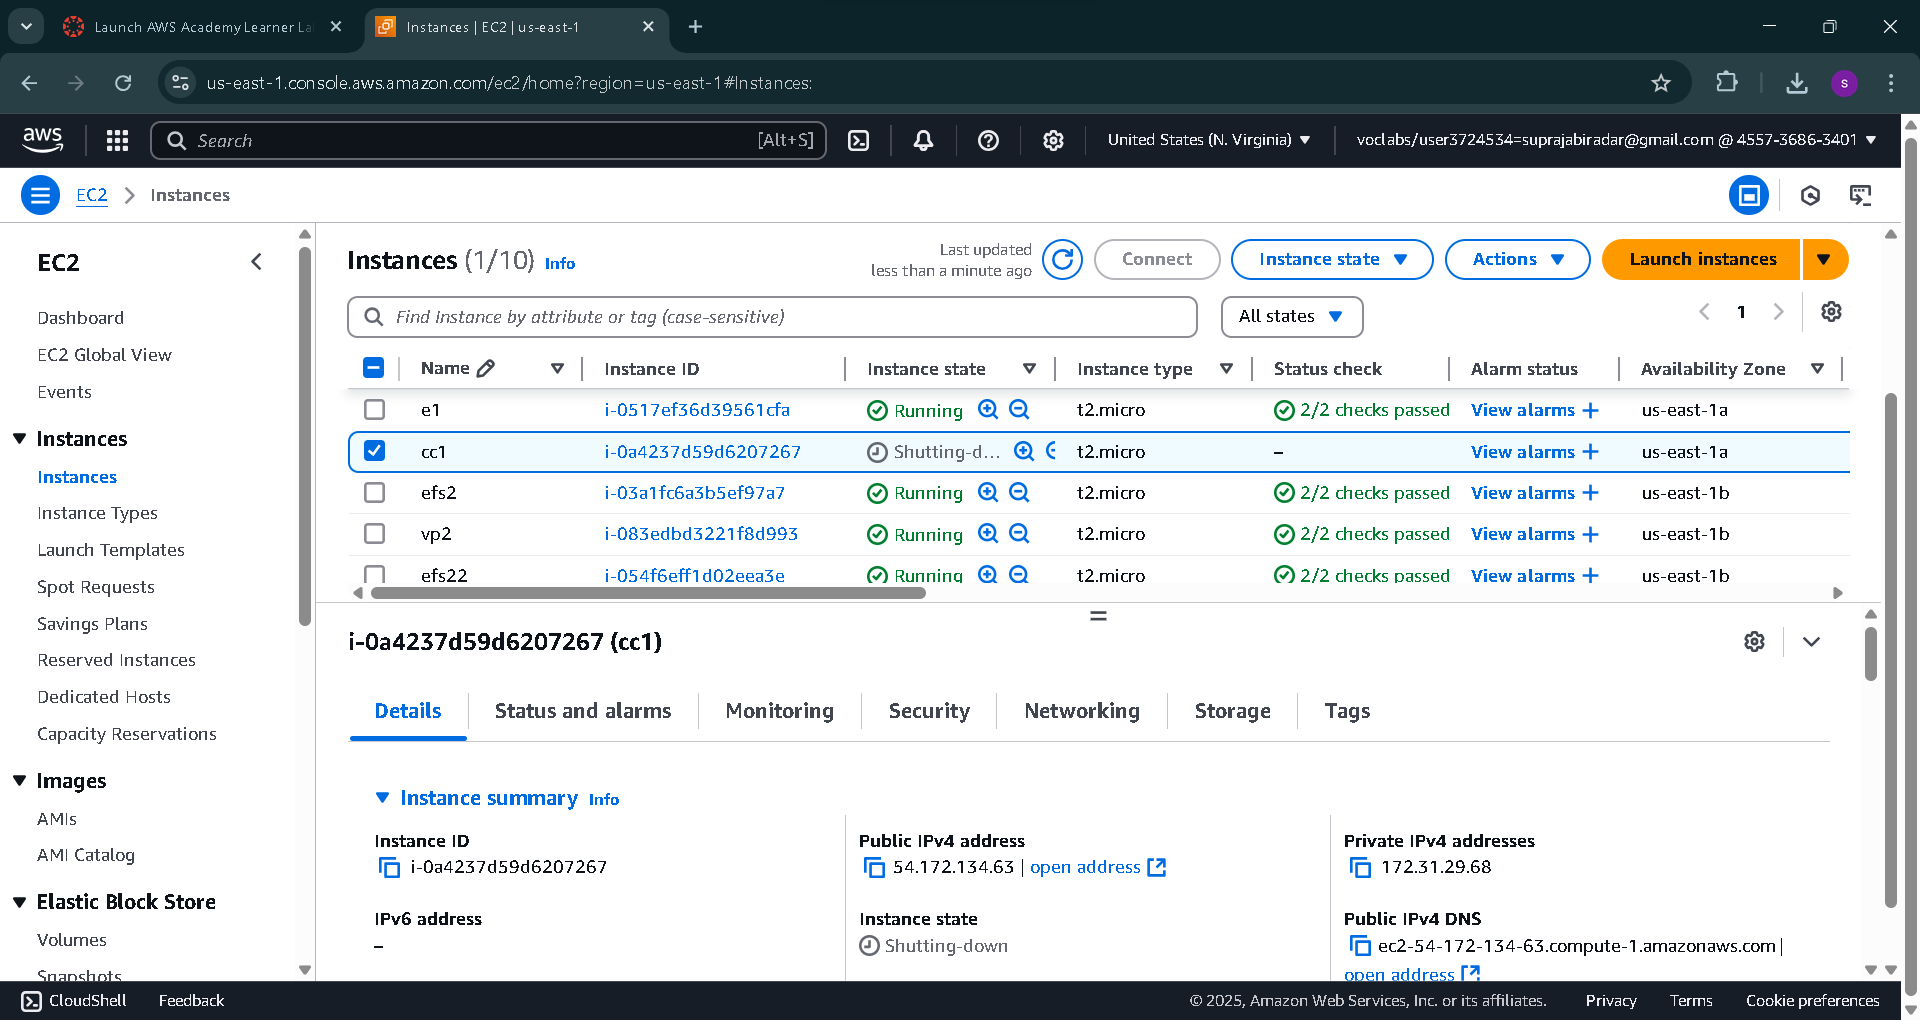 Launch AWS Academy Learner La
Instances | EC2 | us-east-1
us-east-1.console.aws.amazon.com/ec2/home?region=us-east-1#Instances:
s
aws
Search
[Alt+S]
United States (N. Virginia)
voclabs/user3724534=suprajabiradar@gmail.com @ 4557-3686-3401
EC2 > Instances
EC2
Dashboard
EC2 Global View
Events
Instances
Instances
Instance Types
Launch Templates
Spot Requests
Savings Plans
Reserved Instances
Dedicated Hosts
Capacity Reservations
Images
AMIs
AMI Catalog
Elastic Block Store
Volumes
Snapshots
Instances (1/10) Info
Last updated
less than a minute ago
Connect
Instance state
Actions
Launch instances
Find Instance by attribute or tag (case-sensitive)
All states
1
Name Instance ID Instance state Instance type Status check Alarm status Availability Zone
e1 i-0517ef36d39561cfa Running t2.micro 2/2 checks passed View alarms + us-east-1a
cc1 i-0a4237d59d6207267 Shutting-d... t2.micro – View alarms + us-east-1a
efs2 i-03a1fc6a3b5ef97a7 Running t2.micro 2/2 checks passed View alarms + us-east-1b
vp2 i-083edbd3221f8d993 Running t2.micro 2/2 checks passed View alarms + us-east-1b
efs22 i-054f6eff1d02eea3e Running t2.micro 2/2 checks passed View alarms + us-east-1b
i-0a4237d59d6207267 (cc1)
Details
Status and alarms
Monitoring
Security
Networking
Storage
Tags
Instance summary Info
Instance ID
i-0a4237d59d6207267
Public IPv4 address
54.172.134.63 | open address
Private IPv4 addresses
172.31.29.68
IPv6 address
–
Instance state
Shutting-down
Public IPv4 DNS
ec2-54-172-134-63.compute-1.amazonaws.com |
open address
CloudShell
Feedback
© 2025, Amazon Web Services, Inc. or its affiliates.
Privacy
Terms
Cookie preferences